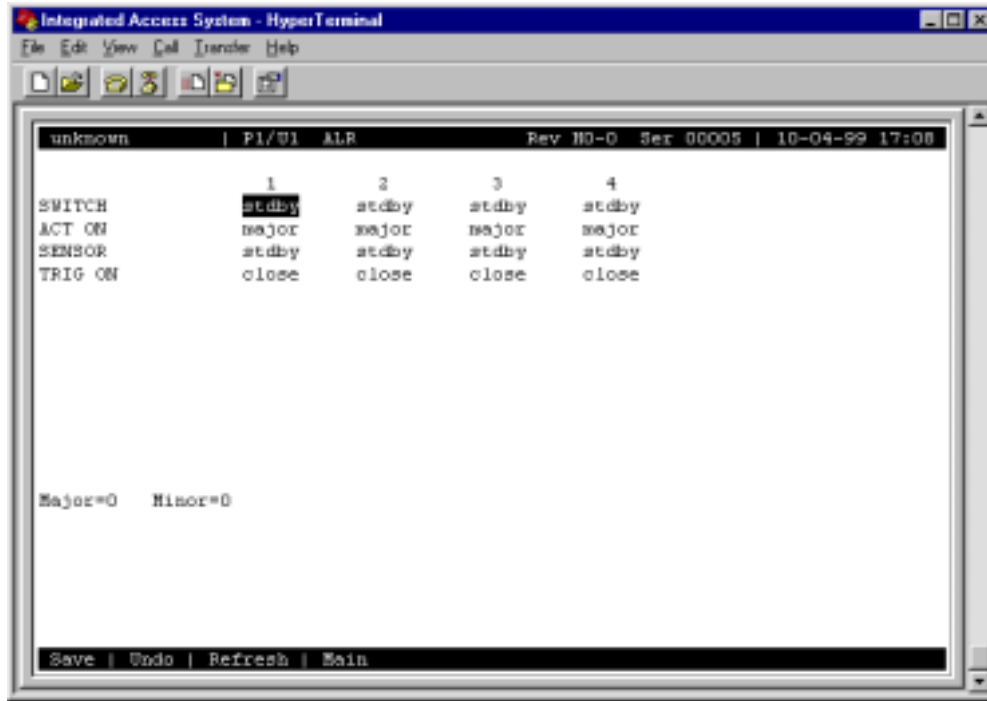 Integrated Access System - HyperTerminal
File Edit View Call Transfer Help
unknown | P1/U1 ALR Rev N0-0 Ser 00005 | 10-04-99 17:08
1 2 3 4
SWITCH stdby stdby stdby stdby
ACT ON major major major major
SENSOR stdby stdby stdby stdby
TRIG ON close close close close
Major=0 Minor=0
Save | Undo | Refresh | Main